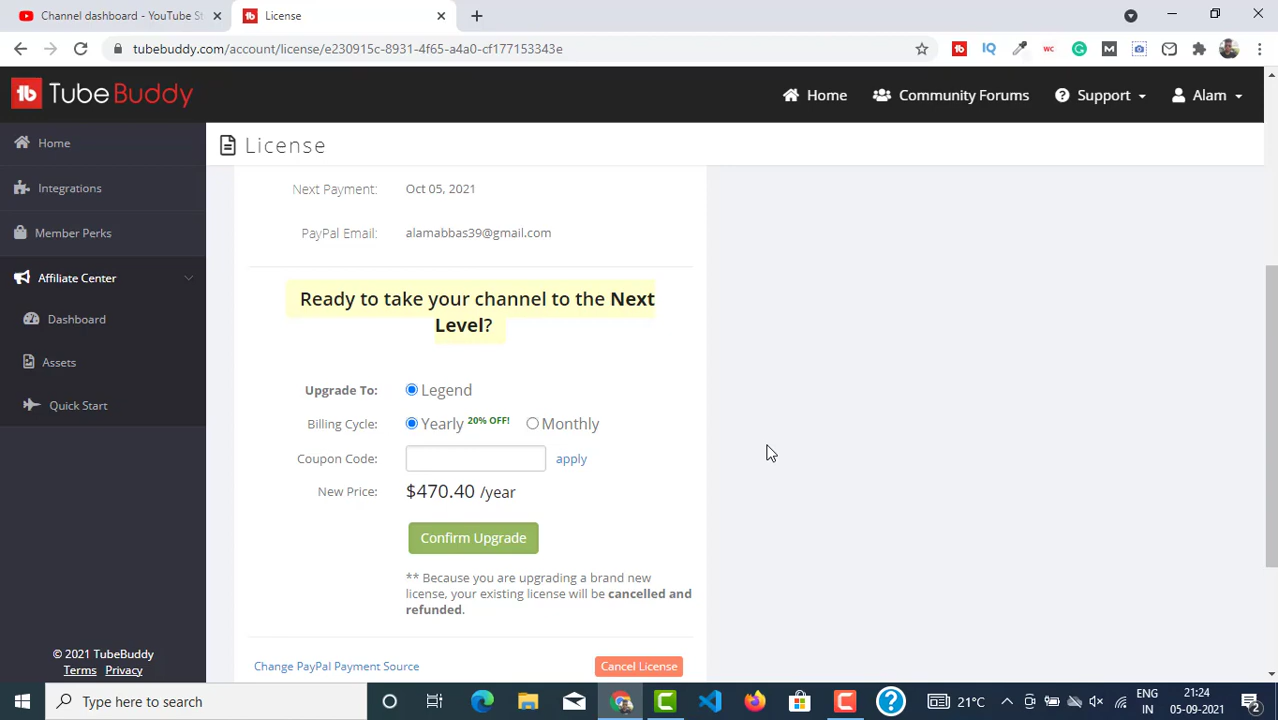 Channel dashboard - YouTube St
License
tubebuddy.com/account/license/e230915c-8931-4f65-a4a0-cf177153343e
TubeBuddy
Home
Community Forums
Support
Alam
Home
Integrations
Member Perks
Affiliate Center
Dashboard
Assets
Quick Start
© 2021 TubeBuddy
Terms Privacy
License
Next Payment: Oct 05, 2021
PayPal Email: alamabbas39@gmail.com
Ready to take your channel to the Next
Level?
Upgrade To: Legend
Billing Cycle: Yearly 20% OFF! Monthly
Coupon Code: apply
New Price: $470.40 /year
Confirm Upgrade
** Because you are upgrading a brand new
license, your existing license will be cancelled and
refunded.
Change PayPal Payment Source Cancel License
Type here to search
21°C
ENG
IN
21:24
05-09-2021
2